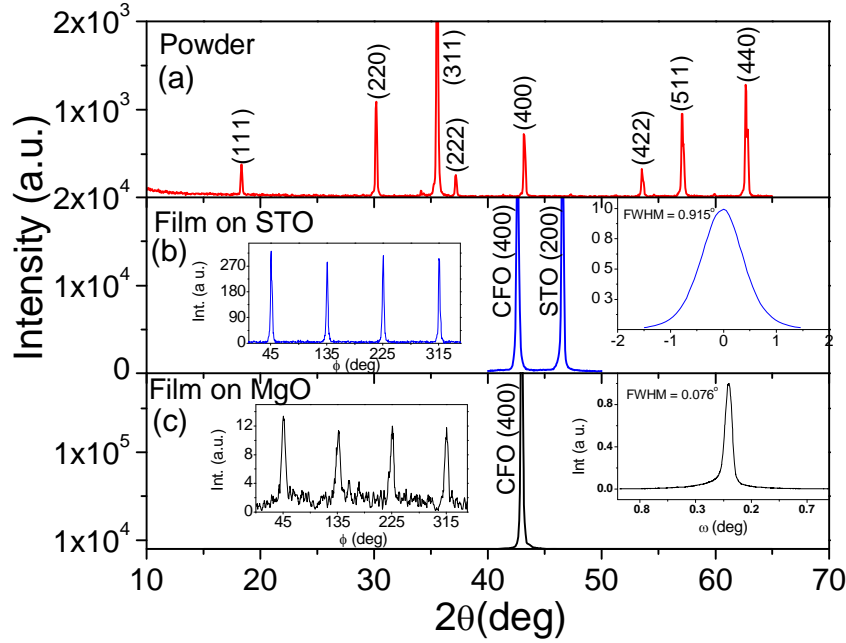 2x10³
1x10³
2x10⁴
1x10⁴
0
1x10⁵
1x10⁴
Intensity (a.u.)
Powder
(a)
(111)
(220)
(311)
(222)
(400)
(422)
(511)
(440)
Film on STO
(b)
Int. (a u.)
270
180
90
0
45 135 225 315
ϕ (deg)
CFO (400)
STO (200)
FWHM = 0.915°
1 0
0 8
0.5
0 3
-2 -1 0 1 2
Film on MgO
(c)
Int. (a.u.)
12
8
4
0
45 135 225 315
ϕ (deg)
CFO (400)
FWHM = 0.076°
Int (a.u.)
0.8
0.4
0.0
0.8 0.2 0.2 0.7
ω (deg)
10 20 30 40 50 60 70
2θ(deg)